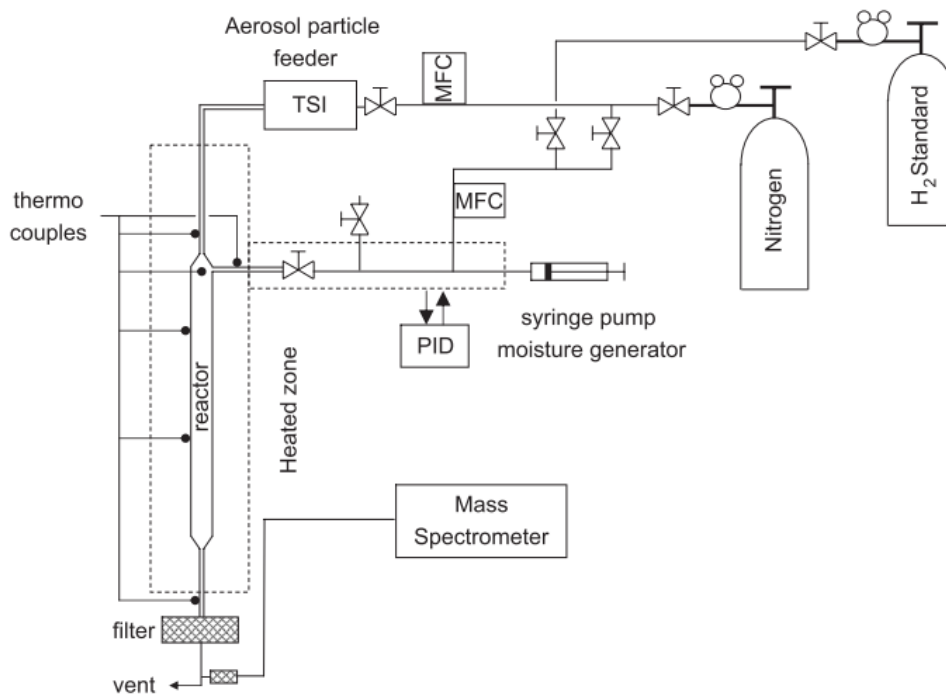 Aerosol particle
feeder
TSI
MFC
H2 Standard
Nitrogen
thermo
couples
MFC
syringe pump
moisture generator
PID
reactor
Heated zone
Mass
Spectrometer
filter
vent